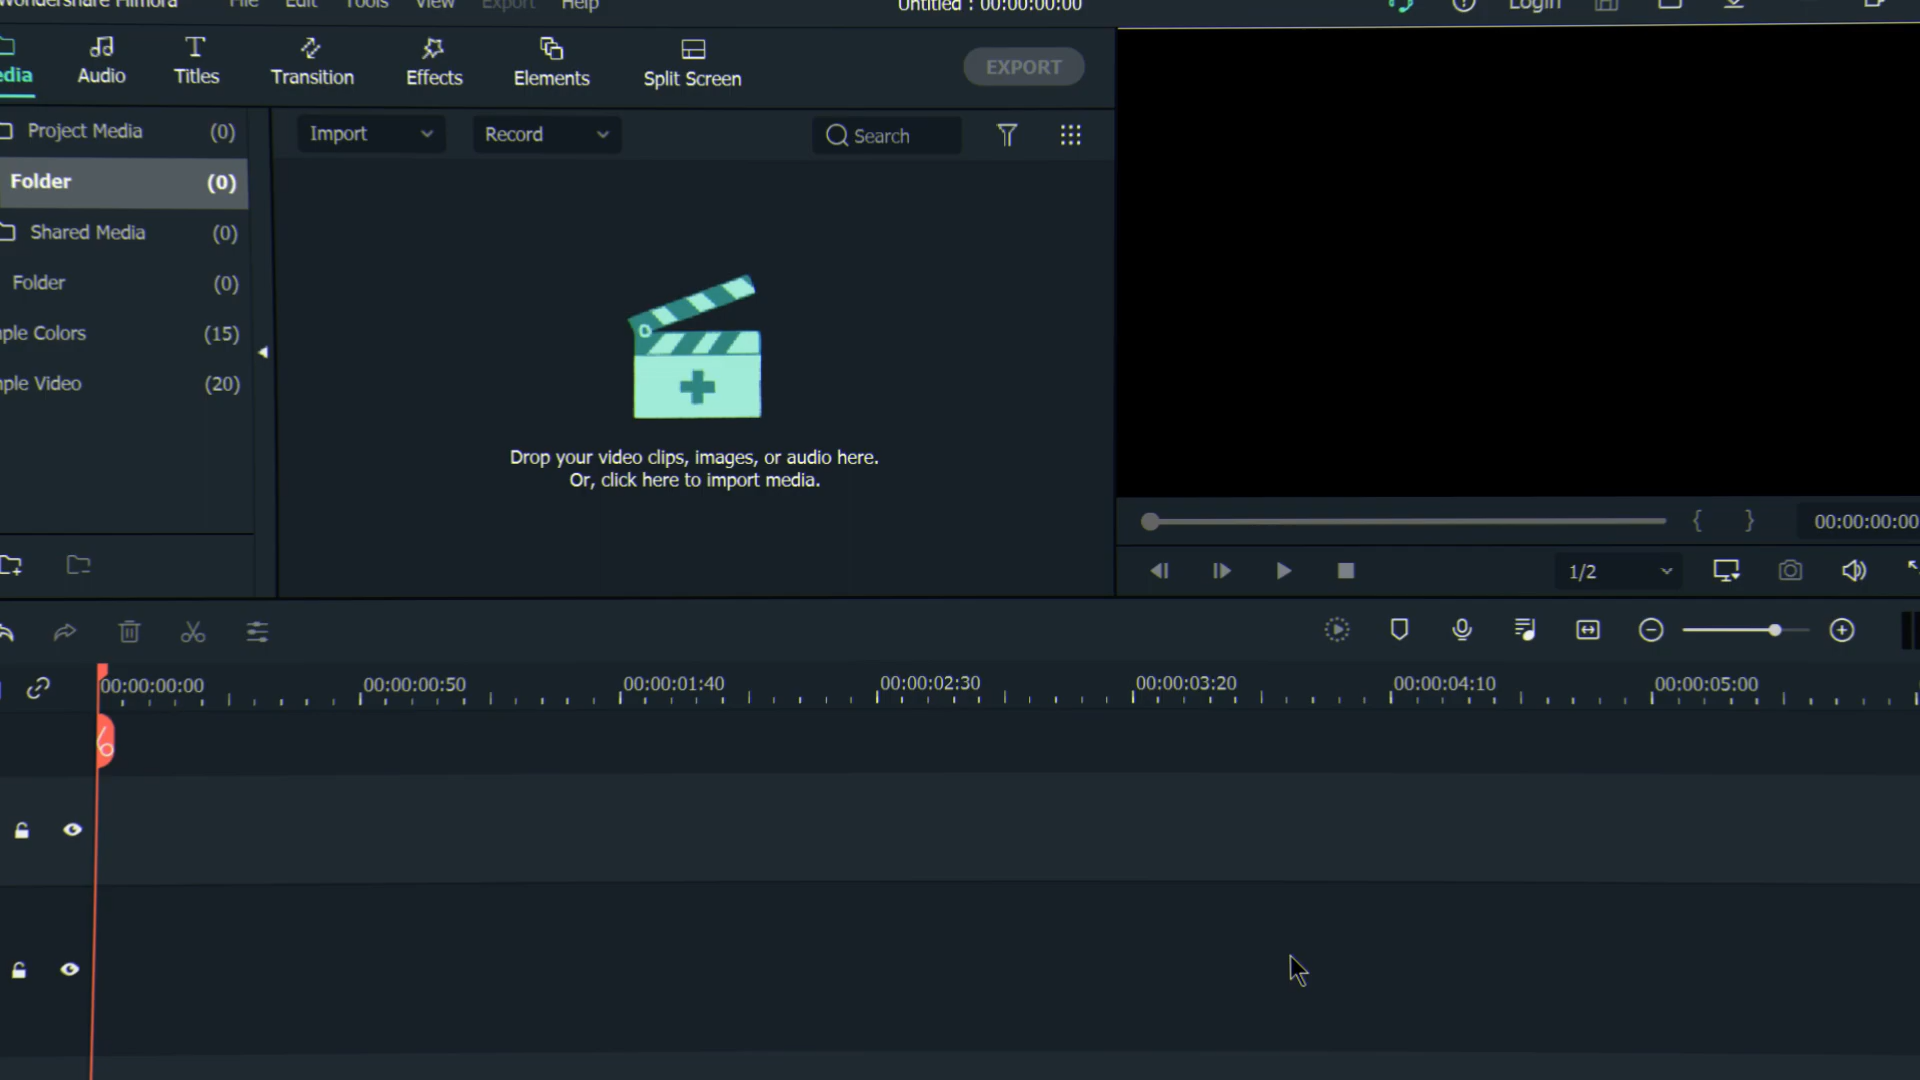 Wondershare Filmora File Edit Tools View Export Help
Untitled : 00:00:00:00
Login
edia Audio Titles Transition Effects Elements Split Screen
EXPORT
Project Media (0)
Folder (0)
Shared Media (0)
Folder (0)
ple Colors (15)
ple Video (20)
Import Record Search
Drop your video clips, images, or audio here.
Or, click here to import media.
{ } 00:00:00:00
1/2
00:00:00:00 00:00:00:50 00:00:01:40 00:00:02:30 00:00:03:20 00:00:04:10 00:00:05:00